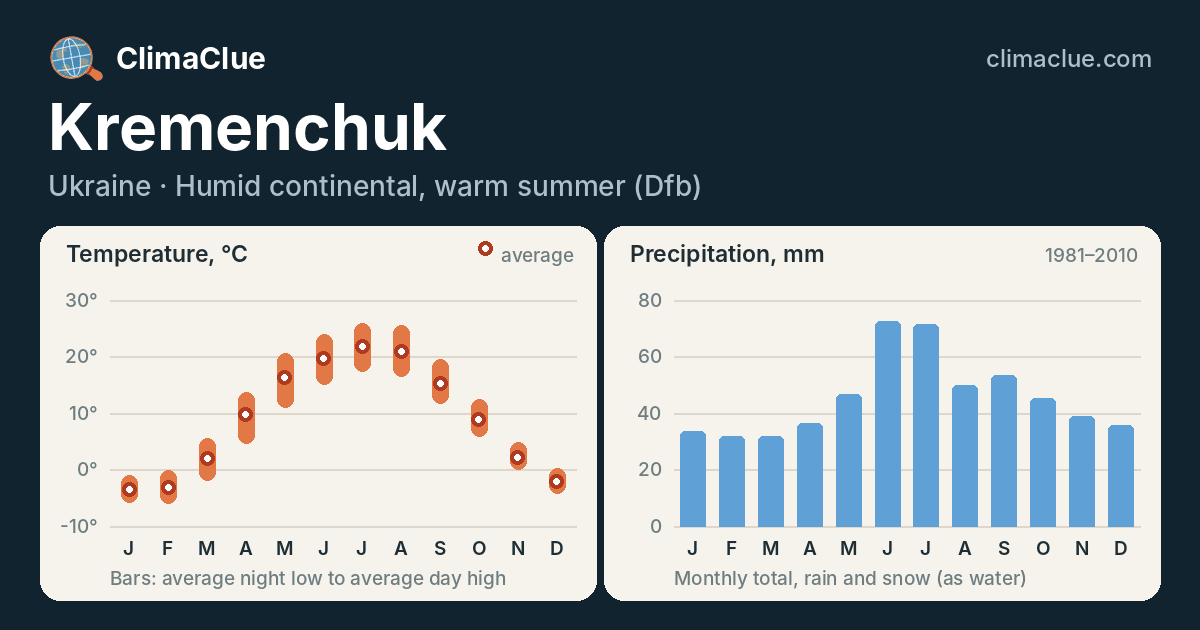 ClimaClue
climaclue.com
Kremenchuk
Ukraine · Humid continental, warm summer (Dfb)
Temperature, °C
average
30°
20°
10°
0°
-10°
J F M A M J J A S O N D
Bars: average night low to average day high
Precipitation, mm
1981–2010
80
60
40
20
0
J F M A M J J A S O N D
Monthly total, rain and snow (as water)